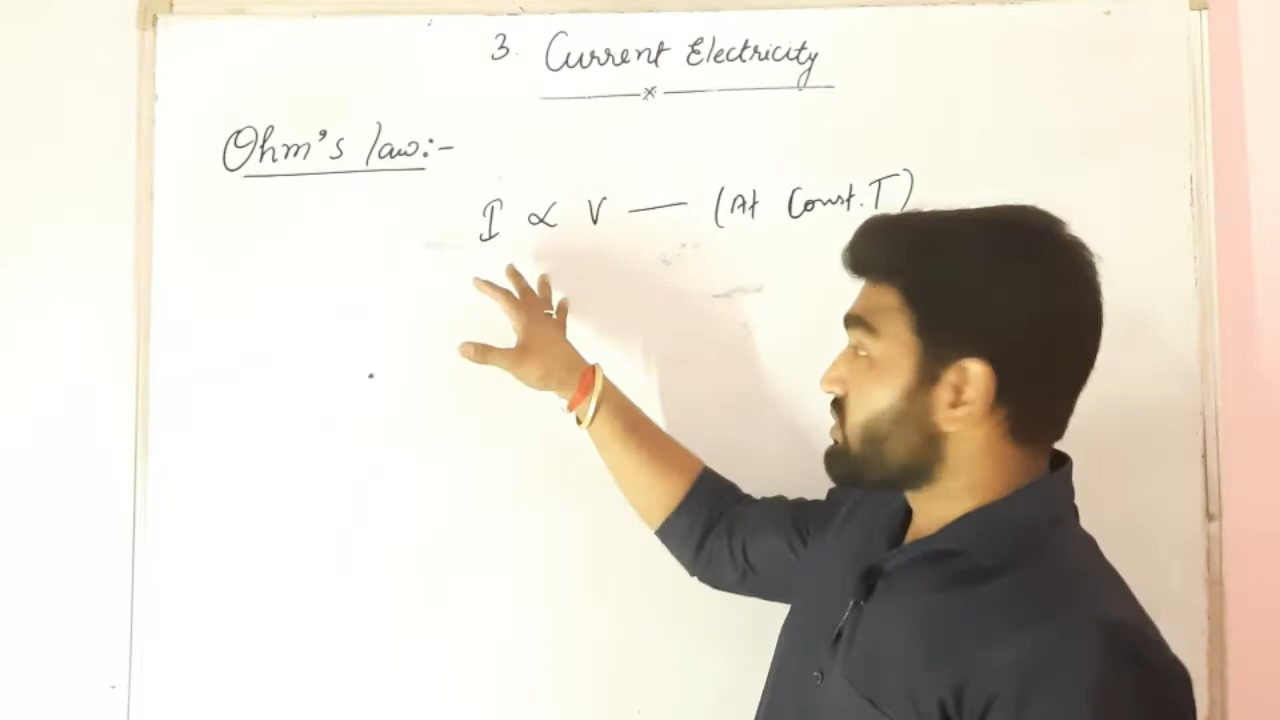 3. Current Electricity
Ohm's law:-
I ∝ V — (At Const. T)